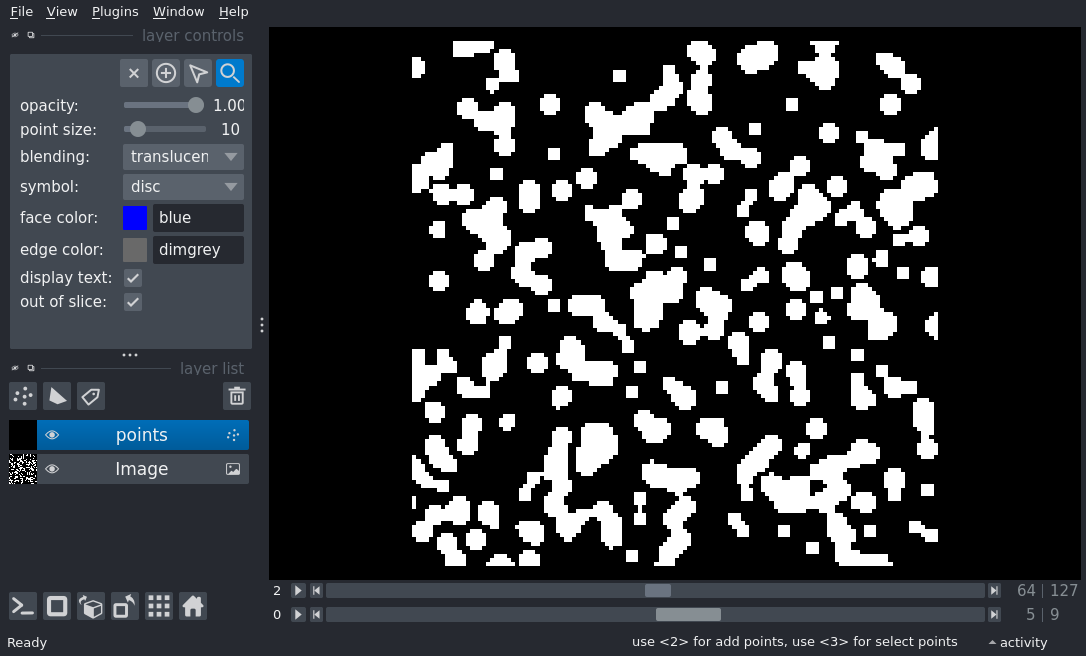 File View Plugins Window Help
layer controls
opacity: 1.00
point size: 10
blending: translucen
symbol: disc
face color: blue
edge color: dimgrey
display text:
out of slice:
layer list
points
Image
2 64 | 127
0 5 | 9
Ready use <2> for add points, use <3> for select points activity